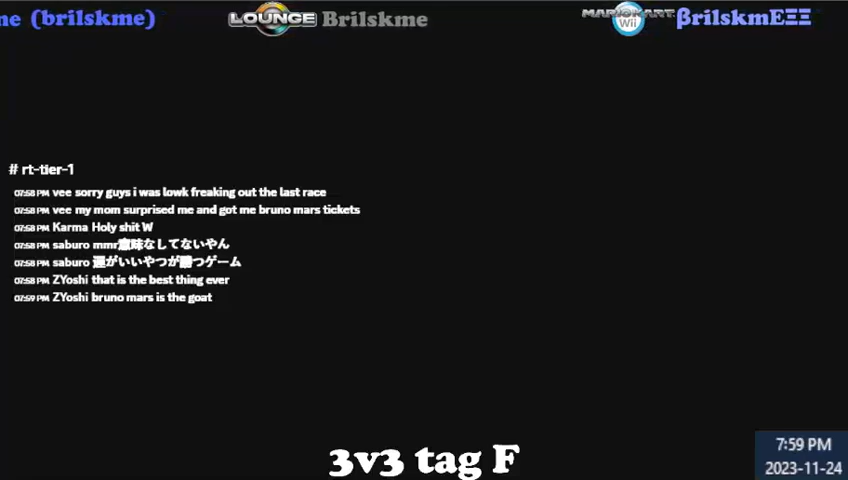 me (brilskme)
LOUNGE Brilskme
MARIOKART Wii βrilskmEΞΞ
# rt-tier-1
07:58 PM vee sorry guys i was lowk freaking out the last race
07:58 PM vee my mom surprised me and got me bruno mars tickets
07:58 PM Karma Holy shit W
07:58 PM saburo mmr意味なしてないやん
07:58 PM saburo 運がいいやつが勝つゲーム
07:58 PM ZYoshi that is the best thing ever
07:59 PM ZYoshi bruno mars is the goat
3v3 tag F
7:59 PM
2023-11-24